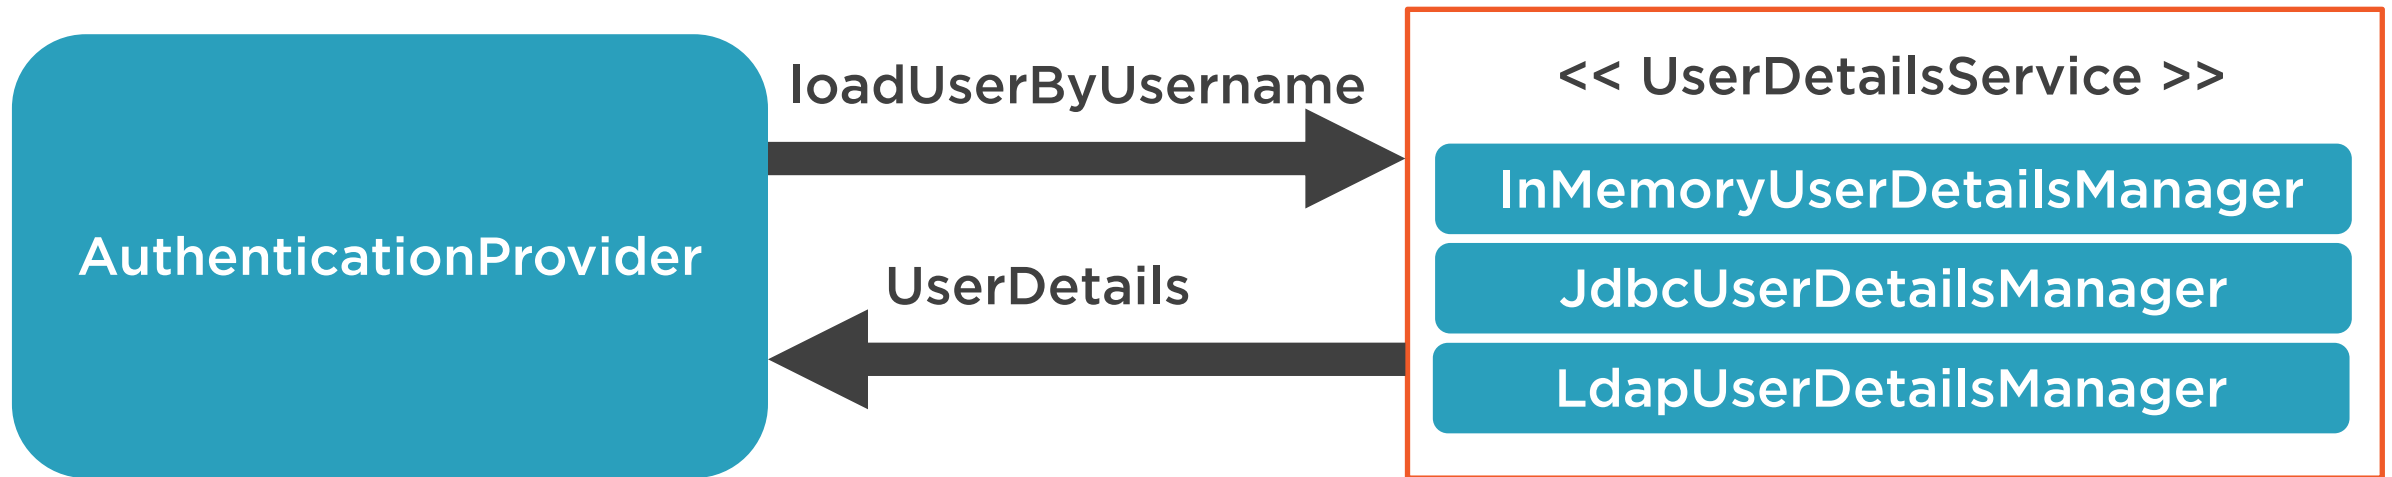 AuthenticationProvider
loadUserByUsername
UserDetails
<< UserDetailsService >>
InMemoryUserDetailsManager
JdbcUserDetailsManager
LdapUserDetailsManager